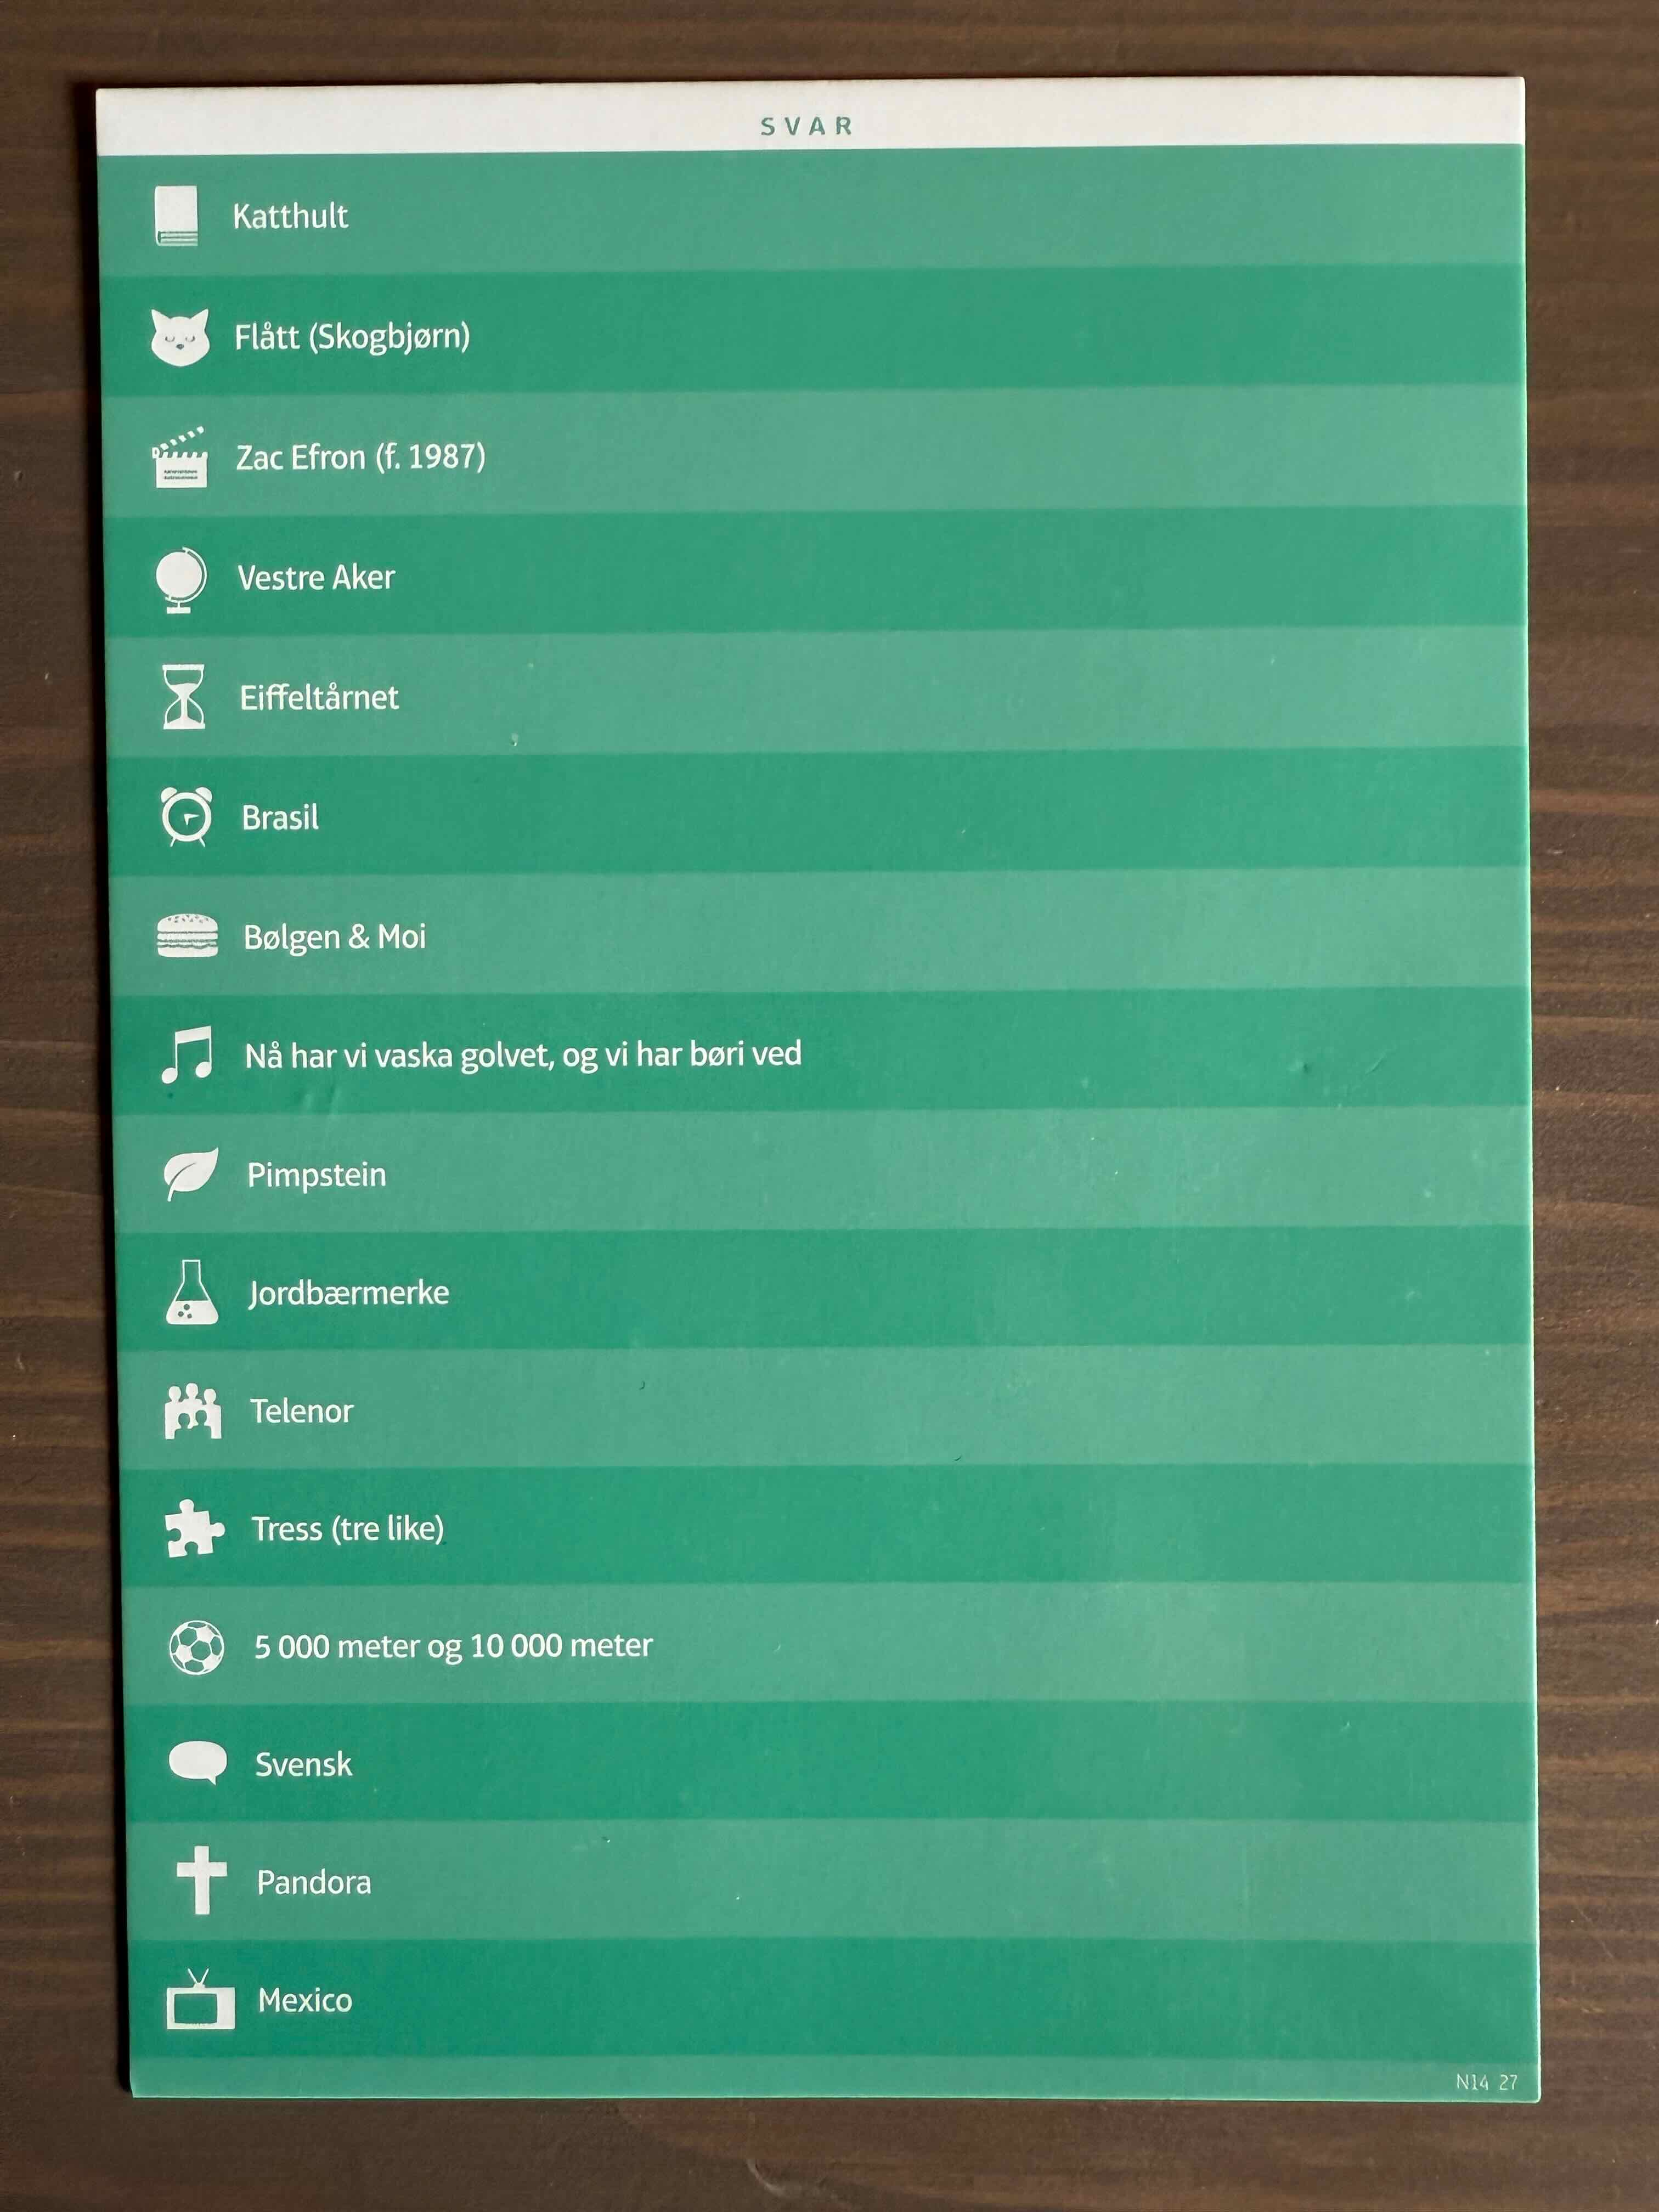 SVAR
Katthult
Flått (Skogbjørn)
Zac Efron (f. 1987)
Vestre Aker
Eiffeltårnet
Brasil
Bølgen & Moi
Nå har vi vaska golvet, og vi har børi ved
Pimpstein
Jordbærmerke
Telenor
Tress (tre like)
5 000 meter og 10 000 meter
Svensk
Pandora
Mexico
N14 27